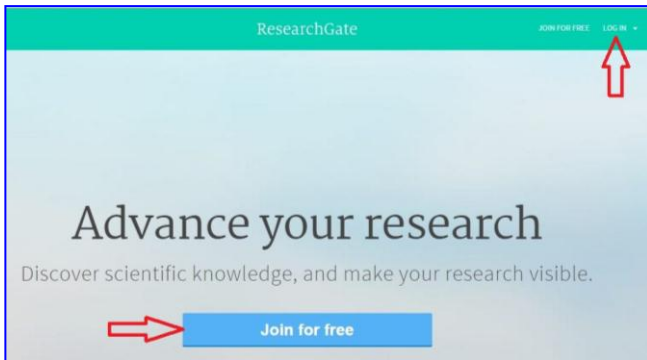 ResearchGate JOIN FOR FREE LOG IN
Advance your research
Discover scientific knowledge, and make your research visible.
Join for free